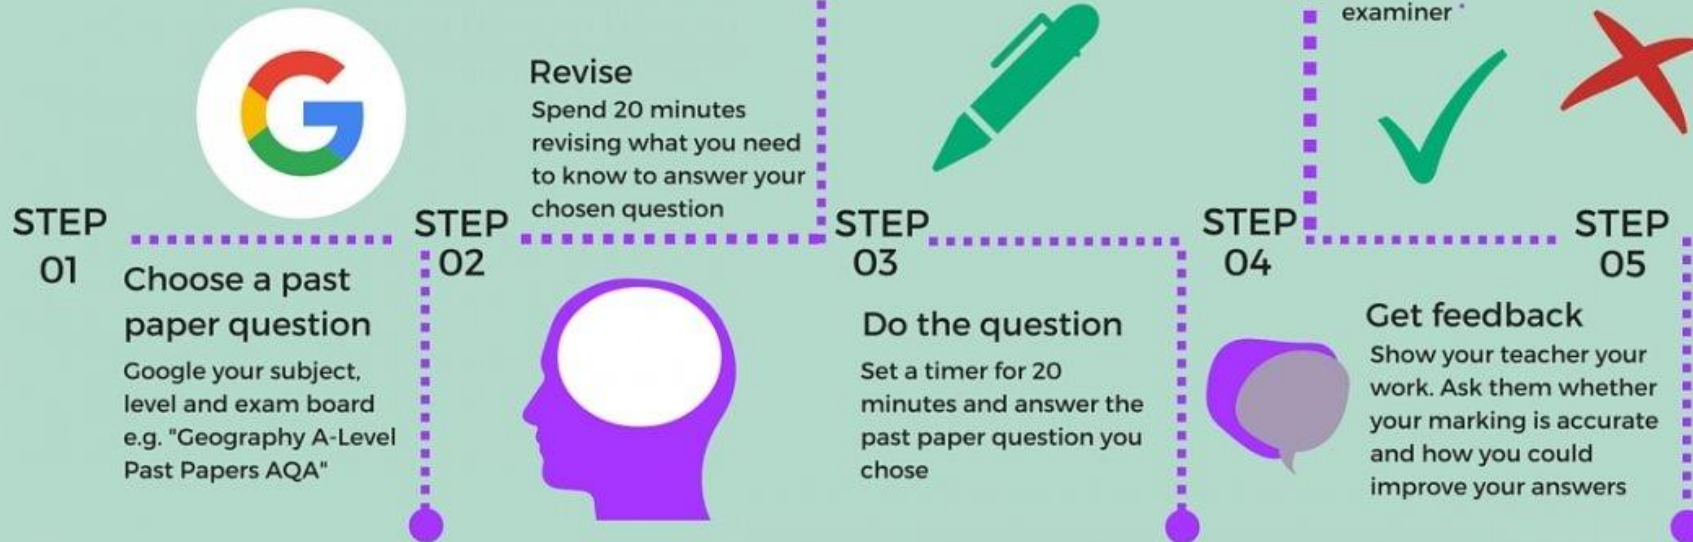 STEP
01
Choose a past
paper question
Google your subject,
level and exam board
e.g. "Geography A-Level
Past Papers AQA"
STEP
02
Revise
Spend 20 minutes
revising what you need
to know to answer your
chosen question
STEP
03
Do the question
Set a timer for 20
minutes and answer the
past paper question you
chose
STEP
04
examiner
STEP
05
Get feedback
Show your teacher your
work. Ask them whether
your marking is accurate
and how you could
improve your answers